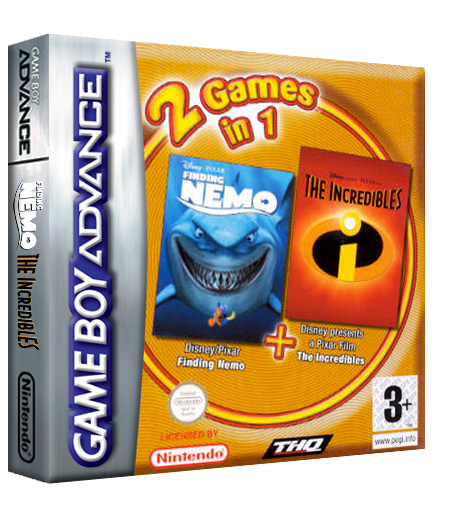 GAME BOY
ADVANCE
FINDING
NEMO
THE INCREDIBLES
Nintendo
GAME BOY ADVANCE
TM
2 Games
in 1
Disney PIXAR
FINDING
NEMO
THE INCREDIBLES
i
Disney/Pixar
Finding Nemo
+
Disney presents
a Pixar Film
The Incredibles
Nintendo
LICENSED BY
Nintendo
THQ
3+
www.pegi.info